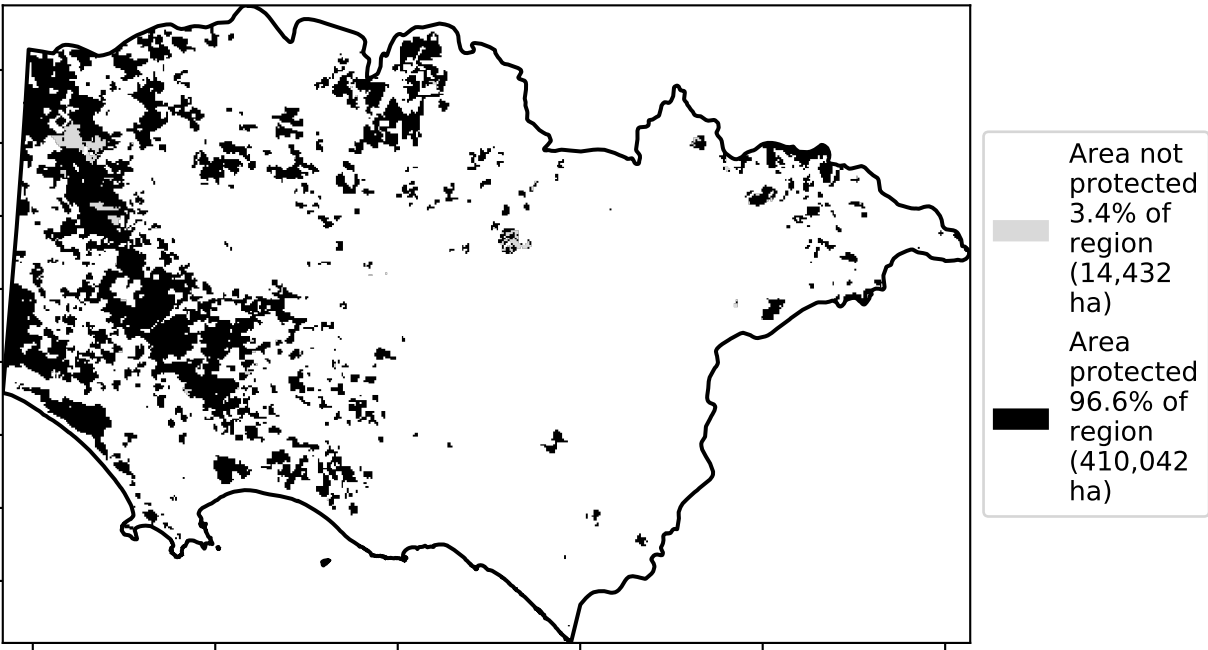 Area not
protected
3.4% of
region
(14,432
ha)
Area
protected
96.6% of
region
(410,042
ha)